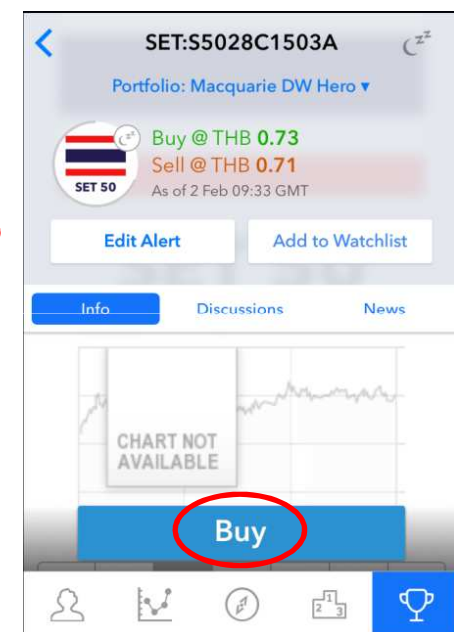 SET:S5028C1503A
Portfolio: Macquarie DW Hero ▾
Buy @ THB 0.73
Sell @ THB 0.71
SET 50
As of 2 Feb 09:33 GMT
Edit Alert
Add to Watchlist
Info
Discussions
News
CHART NOT
AVAILABLE
Buy